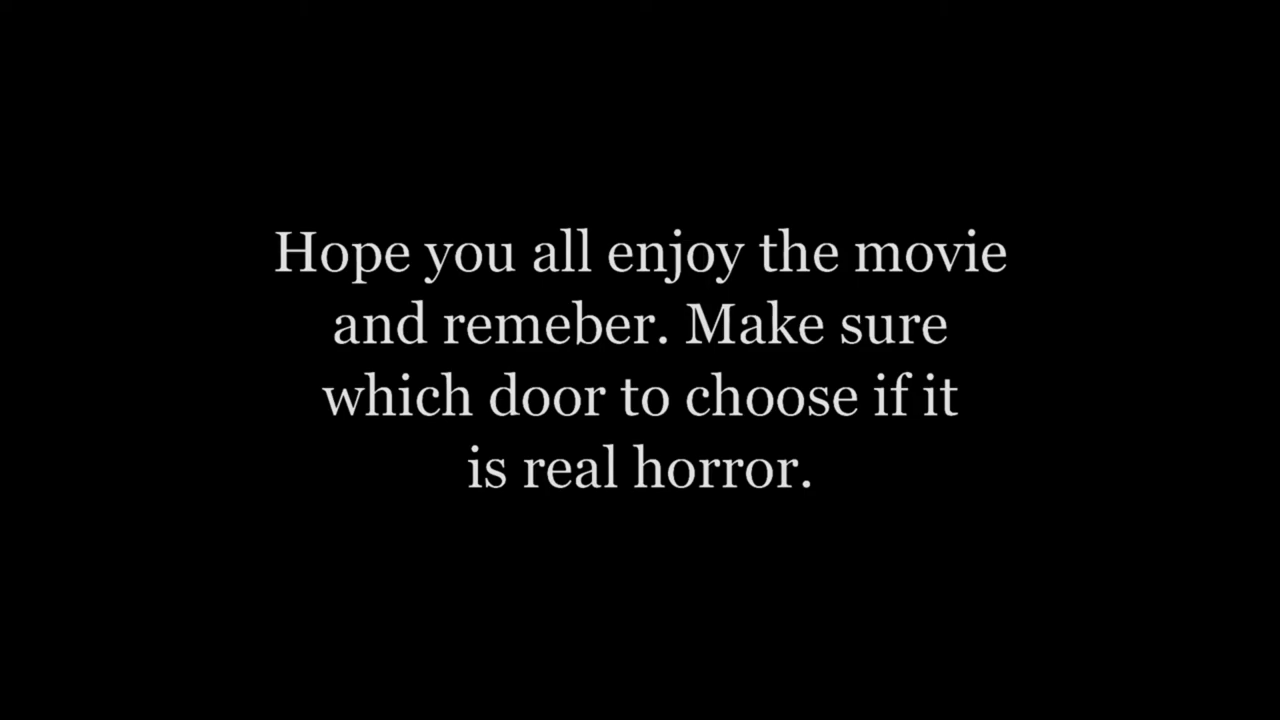 Hope you all enjoy the movie
and remeber. Make sure
which door to choose if it
is real horror.